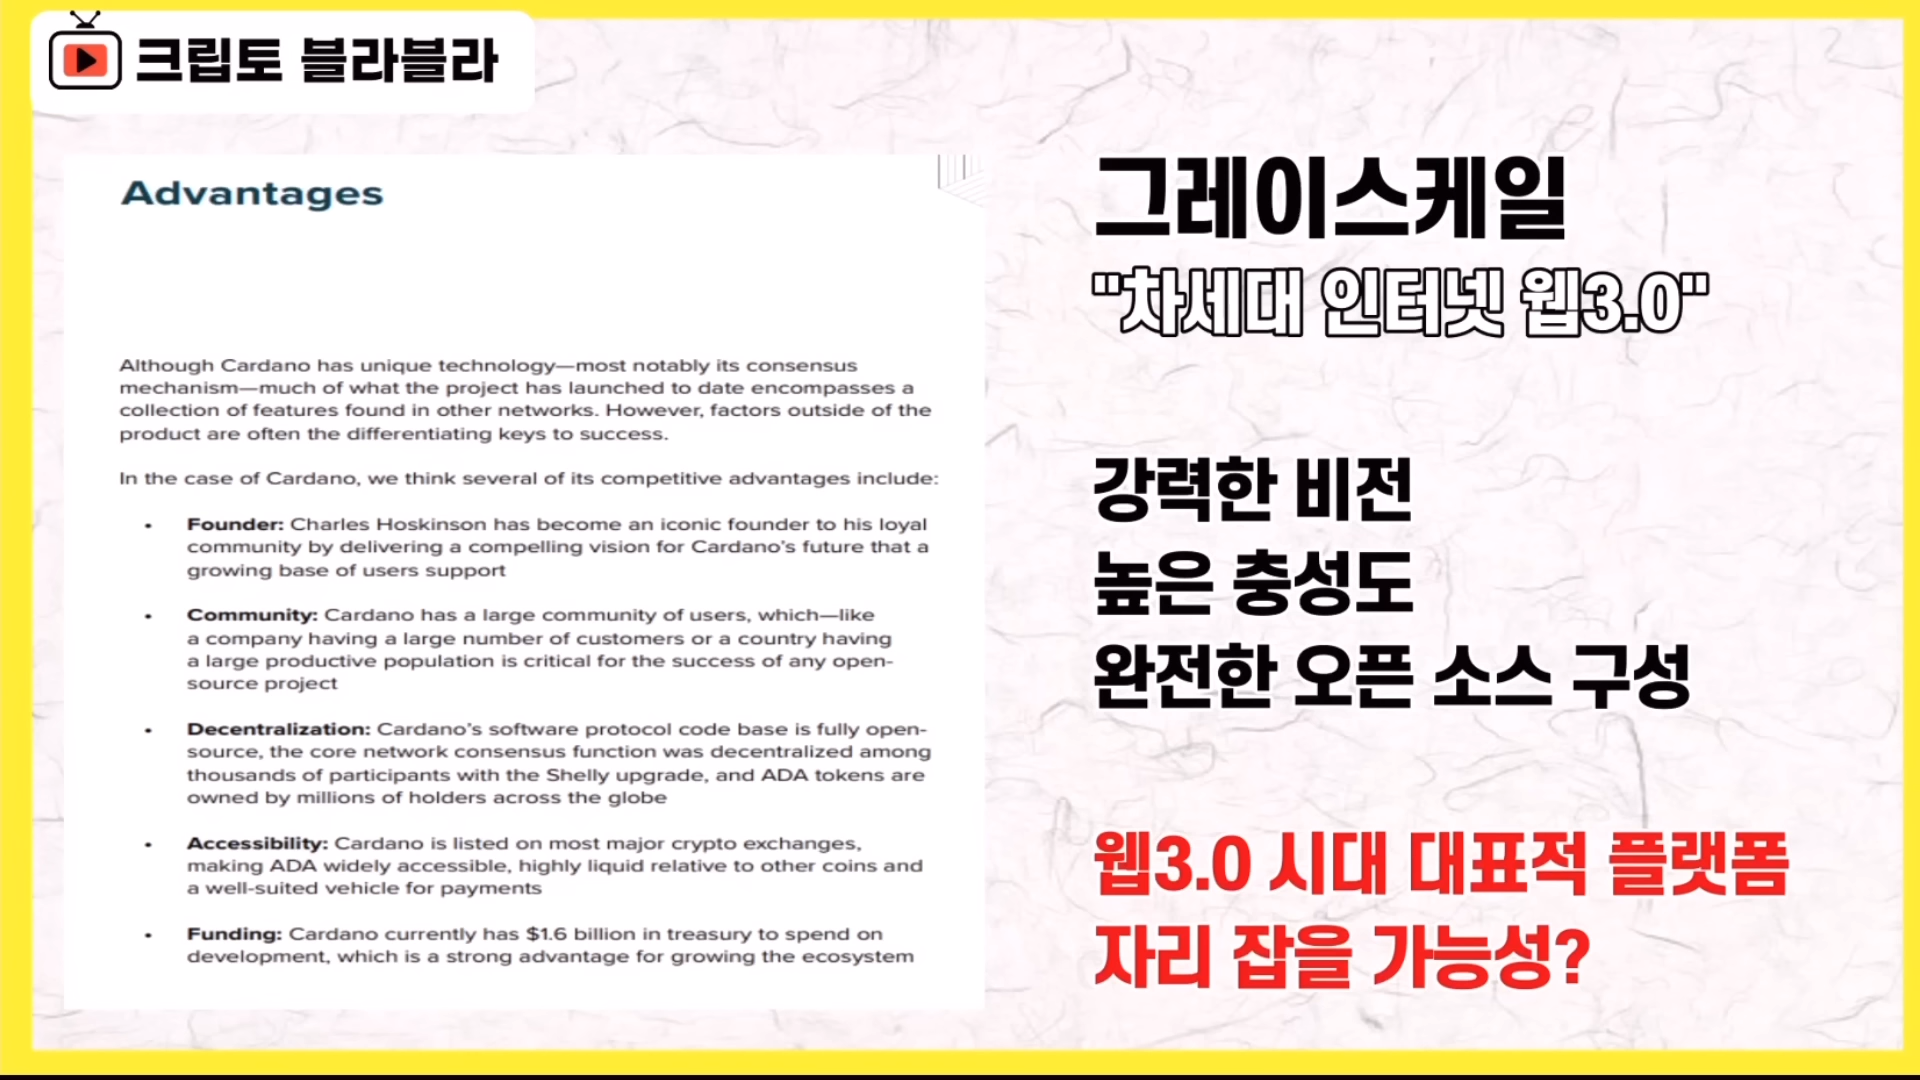 크립토 블라블라
Advantages
Although Cardano has unique technology—most notably its consensus
mechanism—much of what the project has launched to date encompasses a
collection of features found in other networks. However, factors outside of the
product are often the differentiating keys to success.
In the case of Cardano, we think several of its competitive advantages include:
• Founder: Charles Hoskinson has become an iconic founder to his loyal
community by delivering a compelling vision for Cardano's future that a
growing base of users support
• Community: Cardano has a large community of users, which—like
a company having a large number of customers or a country having
a large productive population is critical for the success of any open-
source project
• Decentralization: Cardano's software protocol code base is fully open-
source, the core network consensus function was decentralized among
thousands of participants with the Shelly upgrade, and ADA tokens are
owned by millions of holders across the globe
• Accessibility: Cardano is listed on most major crypto exchanges,
making ADA widely accessible, highly liquid relative to other coins and
a well-suited vehicle for payments
• Funding: Cardano currently has $1.6 billion in treasury to spend on
development, which is a strong advantage for growing the ecosystem
그레이스케일
"차세대 인터넷 웹3.0"
강력한 비전
높은 충성도
완전한 오픈 소스 구성
웹3.0 시대 대표적 플랫폼
자리 잡을 가능성?